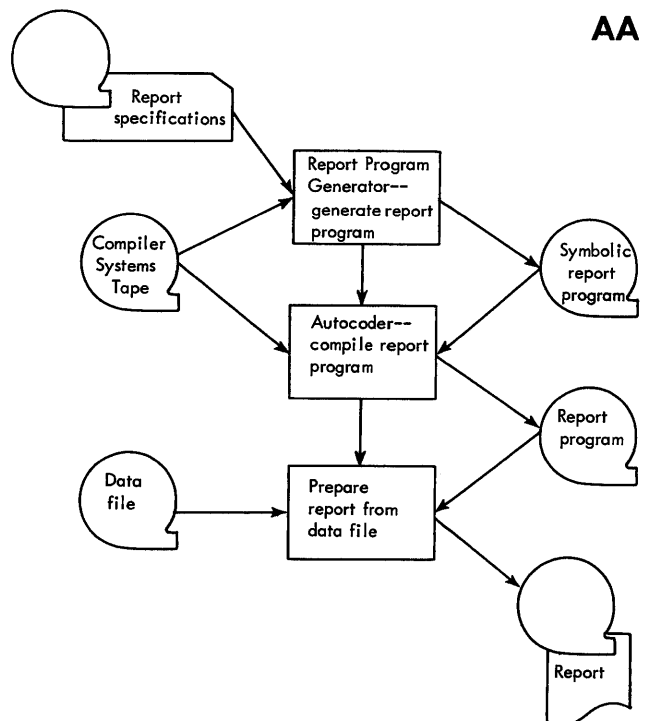 AA
Report
specifications
Report Program
Generator--
generate report
program
Compiler
Systems
Tape
Symbolic
report
program
Autocoder--
compile report
program
Report
program
Data
file
Prepare
report from
data file
Report